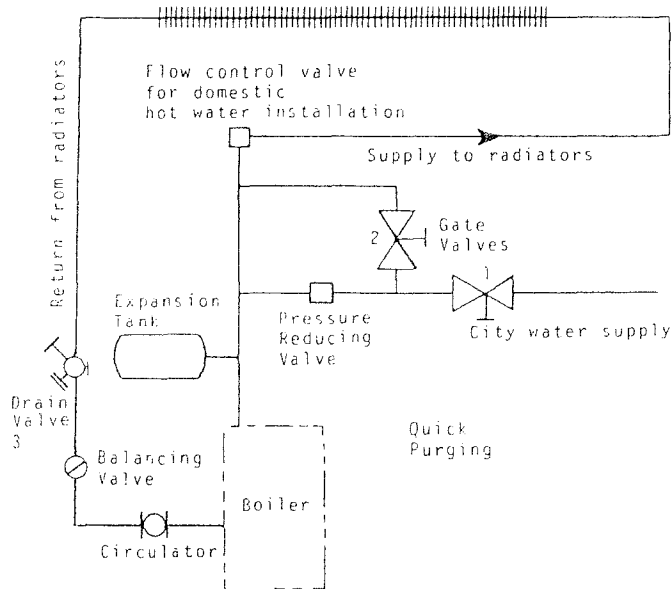 Flow control valve
for domestic
hot water installation
Return from radiators
Supply to radiators
2
Gate
Valves
1
Expansion
Tank
Pressure
Reducing
Valve
City water supply
Drain
Valve
3
Quick
Purging
Balancing
Valve
Boiler
Circulator